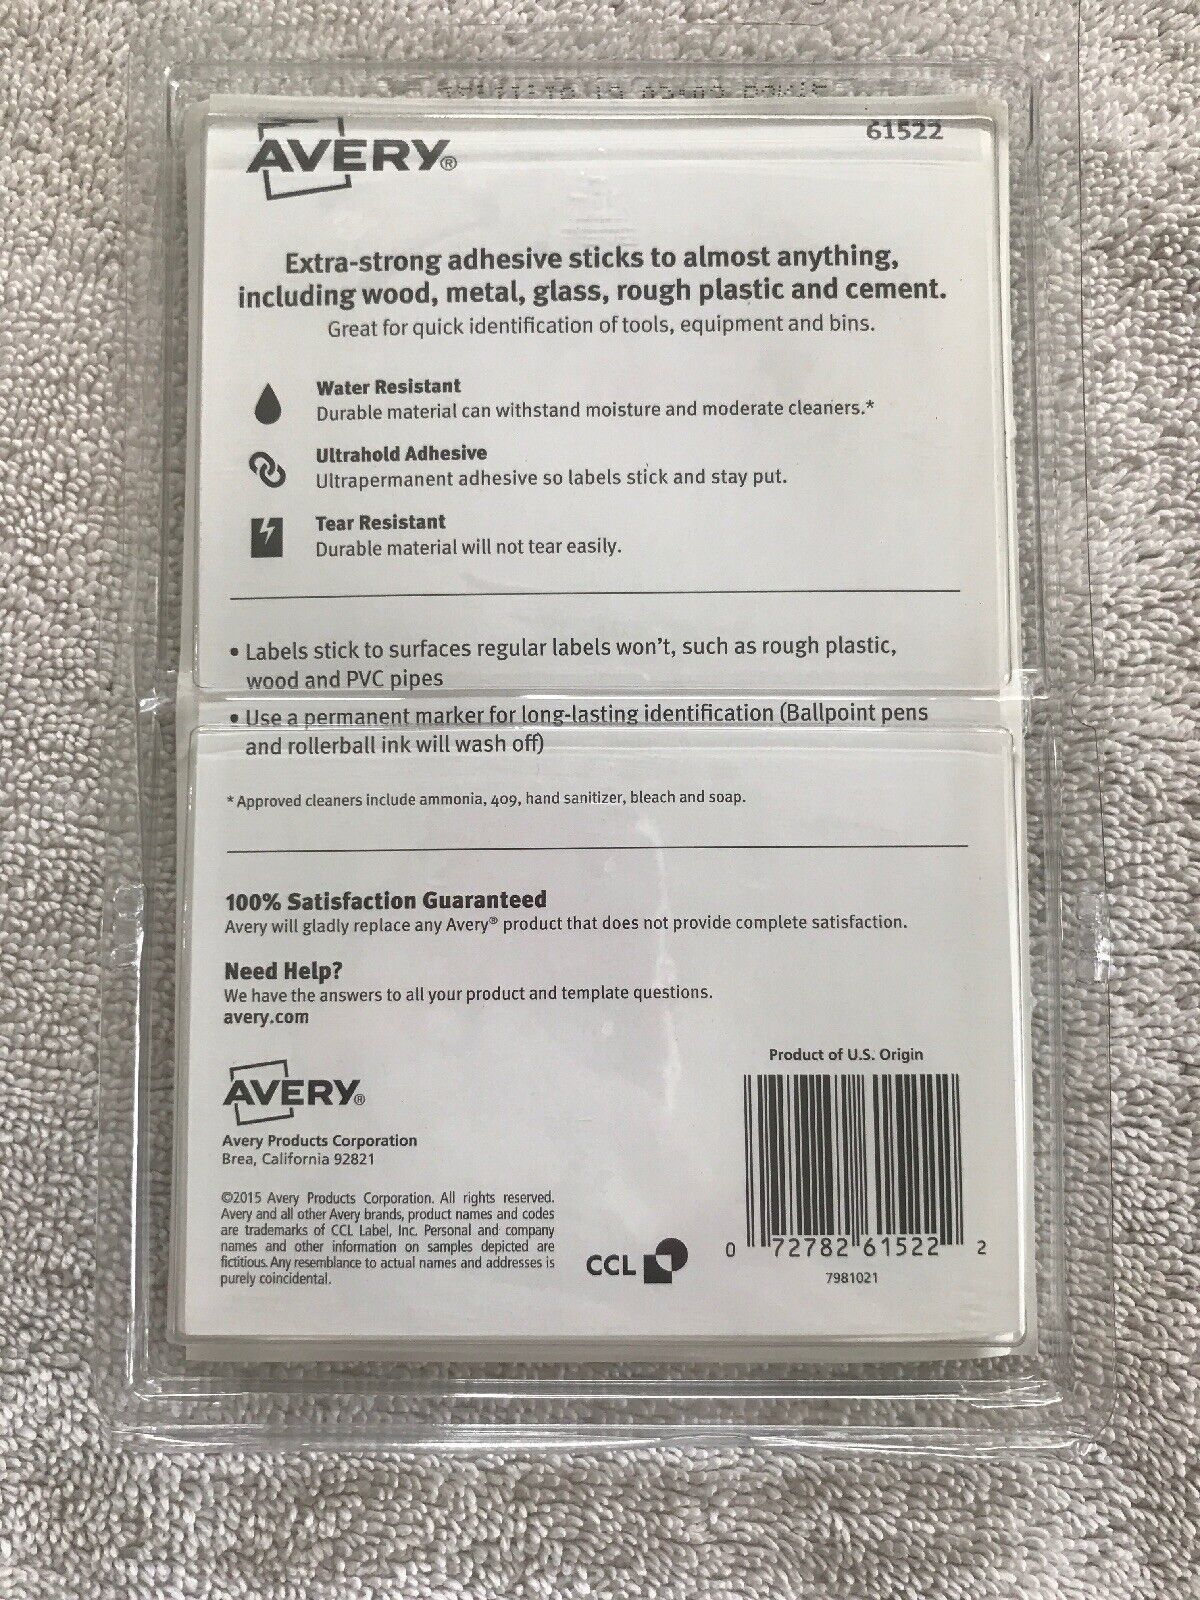 AVERY®
61522
Extra-strong adhesive sticks to almost anything,
including wood, metal, glass, rough plastic and cement.
Great for quick identification of tools, equipment and bins.
Water Resistant
Durable material can withstand moisture and moderate cleaners.*
Ultrahold Adhesive
Ultrapermanent adhesive so labels stick and stay put.
Tear Resistant
Durable material will not tear easily.
• Labels stick to surfaces regular labels won't, such as rough plastic,
wood and PVC pipes
• Use a permanent marker for long-lasting identification (Ballpoint pens
and rollerball ink will wash off)
* Approved cleaners include ammonia, 409, hand sanitizer, bleach and soap.
100% Satisfaction Guaranteed
Avery will gladly replace any Avery® product that does not provide complete satisfaction.
Need Help?
We have the answers to all your product and template questions.
avery.com
AVERY®
Avery Products Corporation
Brea, California 92821
©2015 Avery Products Corporation. All rights reserved.
Avery and all other Avery brands, product names and codes
are trademarks of CCL Label, Inc. Personal and company
names and other information on samples depicted are
fictitious. Any resemblance to actual names and addresses is
purely coincidental.
CCL
Product of U.S. Origin
0 72782 61522 2
7981021